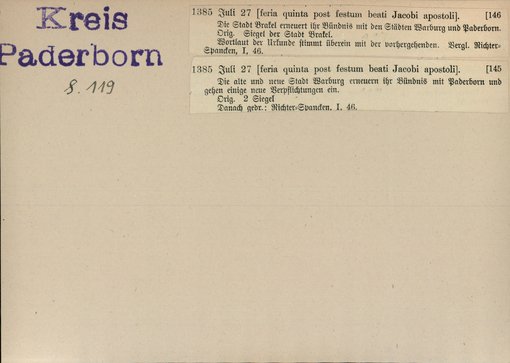 Kreis
Paderborn
S. 119
1385 Juli 27 [feria quinta post festum beati Jacobi apostoli]. [146
Die Stadt Brakel erneuert ihr Bündnis mit den Städten Warburg und Paderborn.
Orig. Siegel der Stadt Brakel.
Wortlaut der Urkunde stimmt überein mit der vorhergehenden. Vergl. Richter-
Spancken, I, 46.
1385 Juli 27 [feria quinta post festum beati Jacobi apostoli]. [145
Die alte und neue Stadt Warburg erneuern ihr Bündnis mit Paderborn und
gehen einige neue Verpflichtungen ein.
Orig. 2 Siegel
Danach gedr.: Richter-Spancken, I, 46.